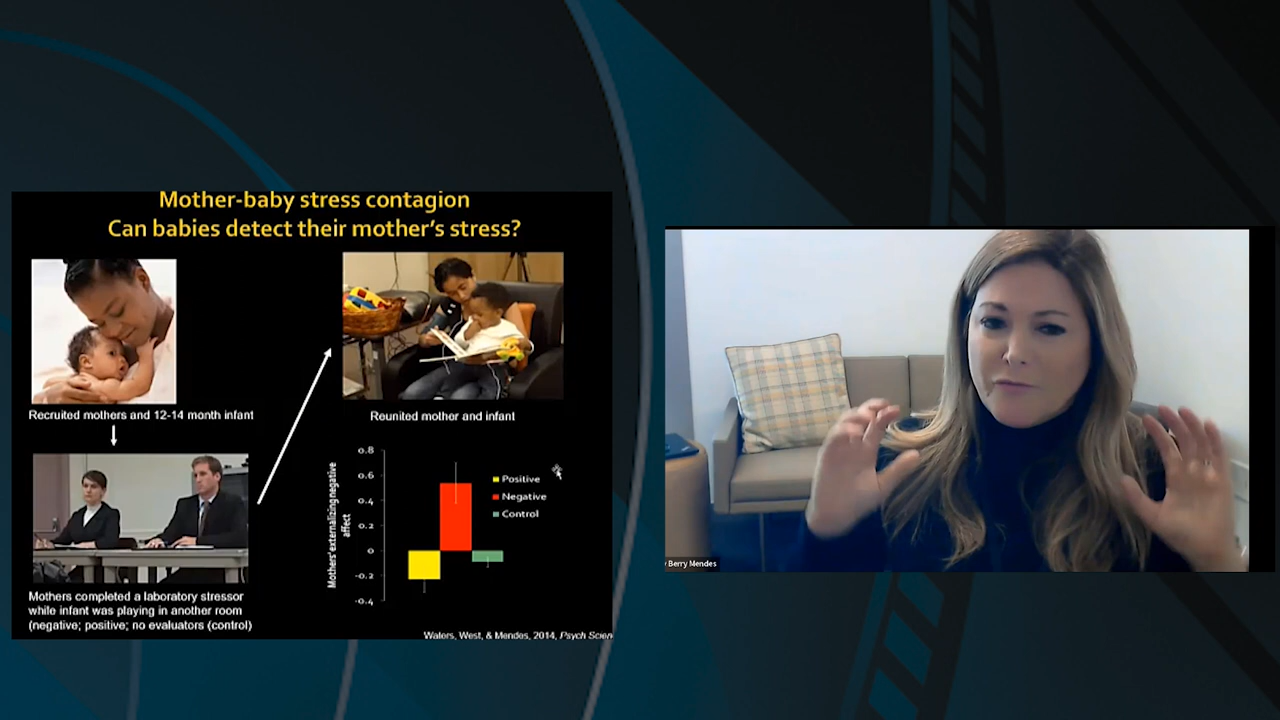 Mother-baby stress contagion
Can babies detect their mother's stress?
Recruited mothers and 12-14 month infant
Reunited mother and infant
Mothers completed a laboratory stressor
while infant was playing in another room
(negative; positive; no evaluators (control)
Mothers' externalizing negative
affect
0.8
0.6
0.4
0.2
0
-0.2
-0.4
Positive
Negative
Control
Waters, West, & Mendes, 2014, Psych Scien
y Berry Mendes